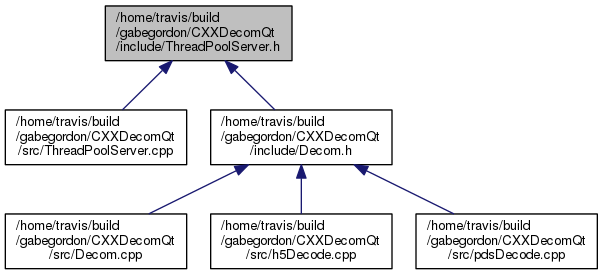 /home/travis/build
/gabegordon/CXXDecomQt
/include/ThreadPoolServer.h
/home/travis/build
/gabegordon/CXXDecomQt
/src/ThreadPoolServer.cpp
/home/travis/build
/gabegordon/CXXDecomQt
/include/Decom.h
/home/travis/build
/gabegordon/CXXDecomQt
/src/Decom.cpp
/home/travis/build
/gabegordon/CXXDecomQt
/src/h5Decode.cpp
/home/travis/build
/gabegordon/CXXDecomQt
/src/pdsDecode.cpp